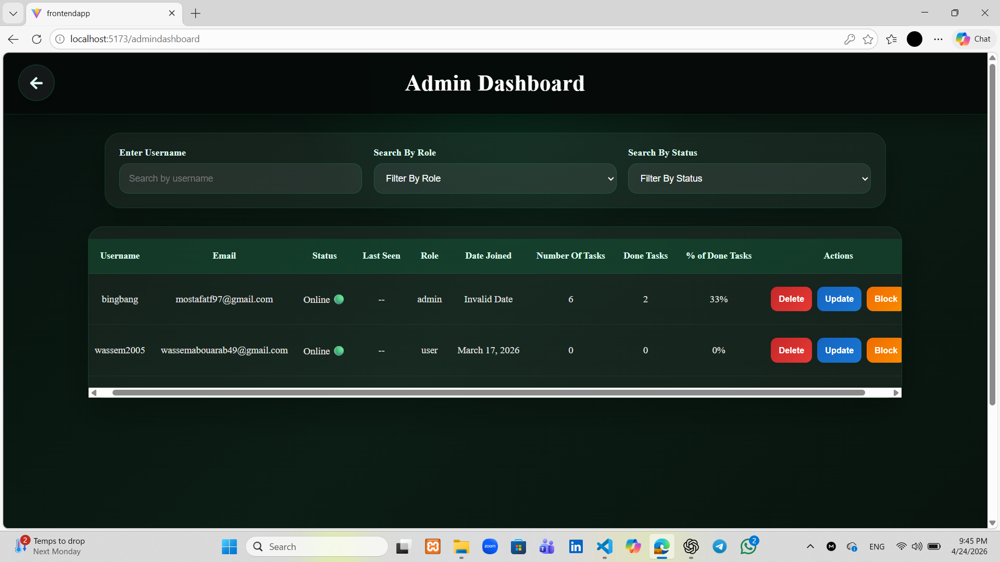 frontendapp
localhost:5173/admindashboard
Chat
Admin Dashboard
Enter Username
Search By Role
Search By Status
Search by username
Filter By Role
Filter By Status
Username Email Status Last Seen Role Date Joined Number Of Tasks Done Tasks % of Done Tasks Actions
bingbang mostafatf97@gmail.com Online -- admin Invalid Date 6 2 33% Delete Update Block
wassem2005 wassemabouarab49@gmail.com Online -- user March 17, 2026 0 0 0% Delete Update Block
2
Temps to drop
Next Monday
Search
zoom
T
in
2
M
ENG
9:45 PM
4/24/2026